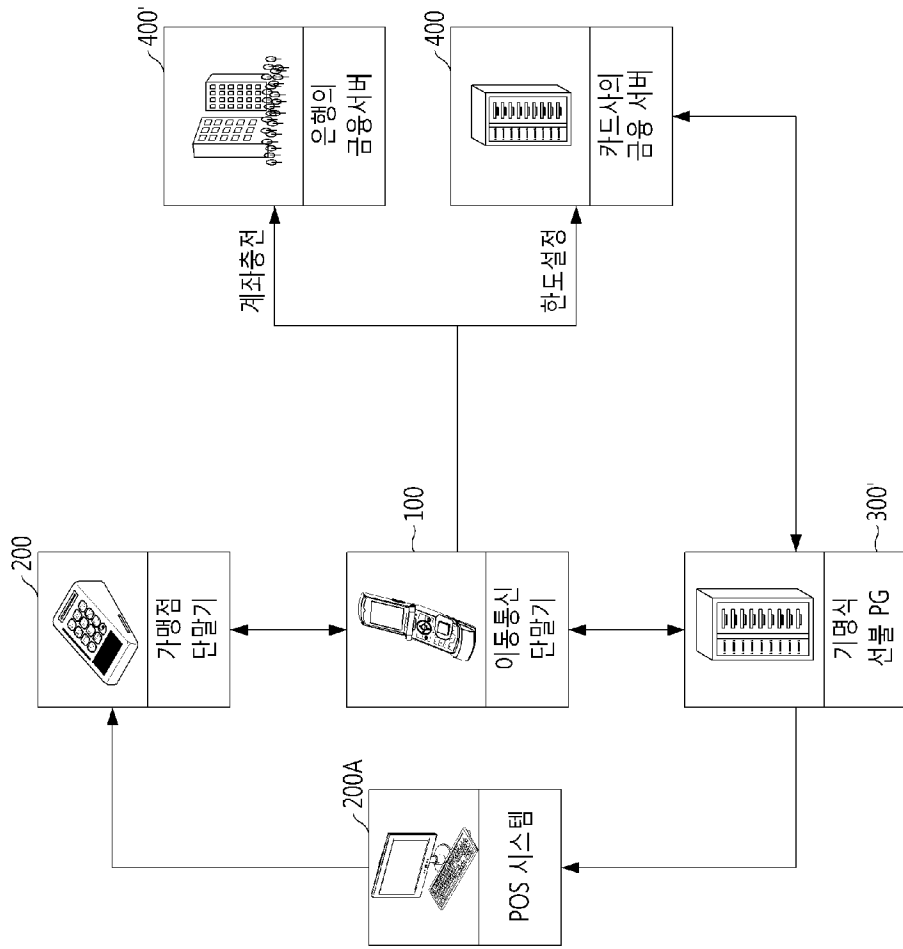 400'
은행의
금융서버
400
카드사의
금융 서버
계좌충전
한도설정
200
가맹점
단말기
100
이동통신
단말기
300'
기명식
선불 PG
200A
POS 시스템